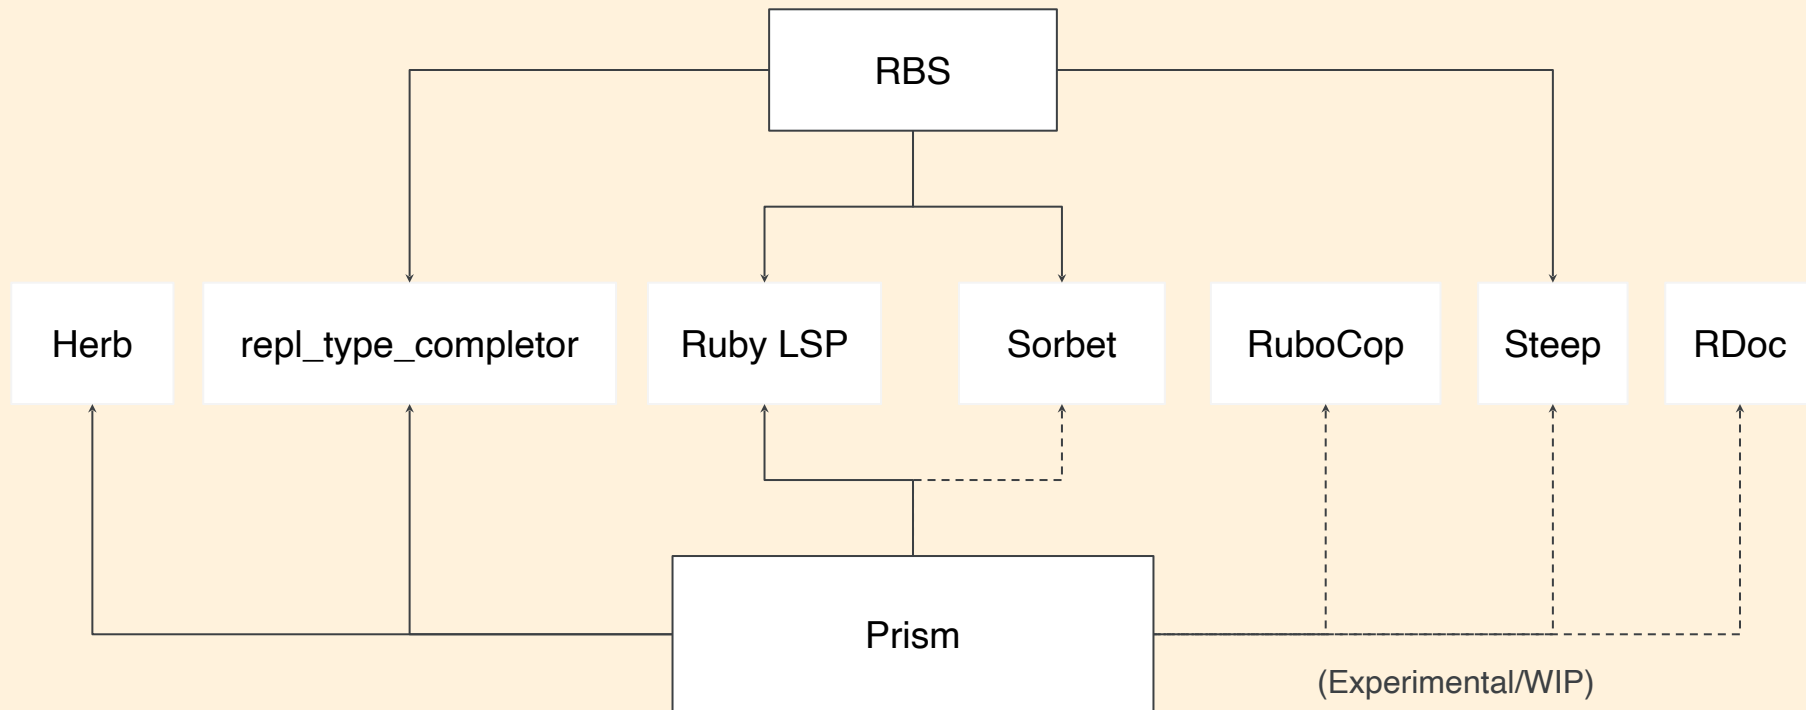 RBS
Herb
repl_type_completor
Ruby LSP
Sorbet
RuboCop
Steep
RDoc
Prism
(Experimental/WIP)